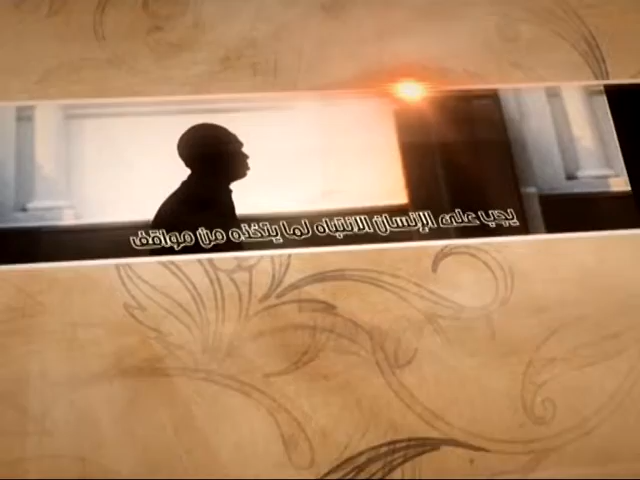 يجب على الإنسان الانتباه لما يتخذه من مواقف